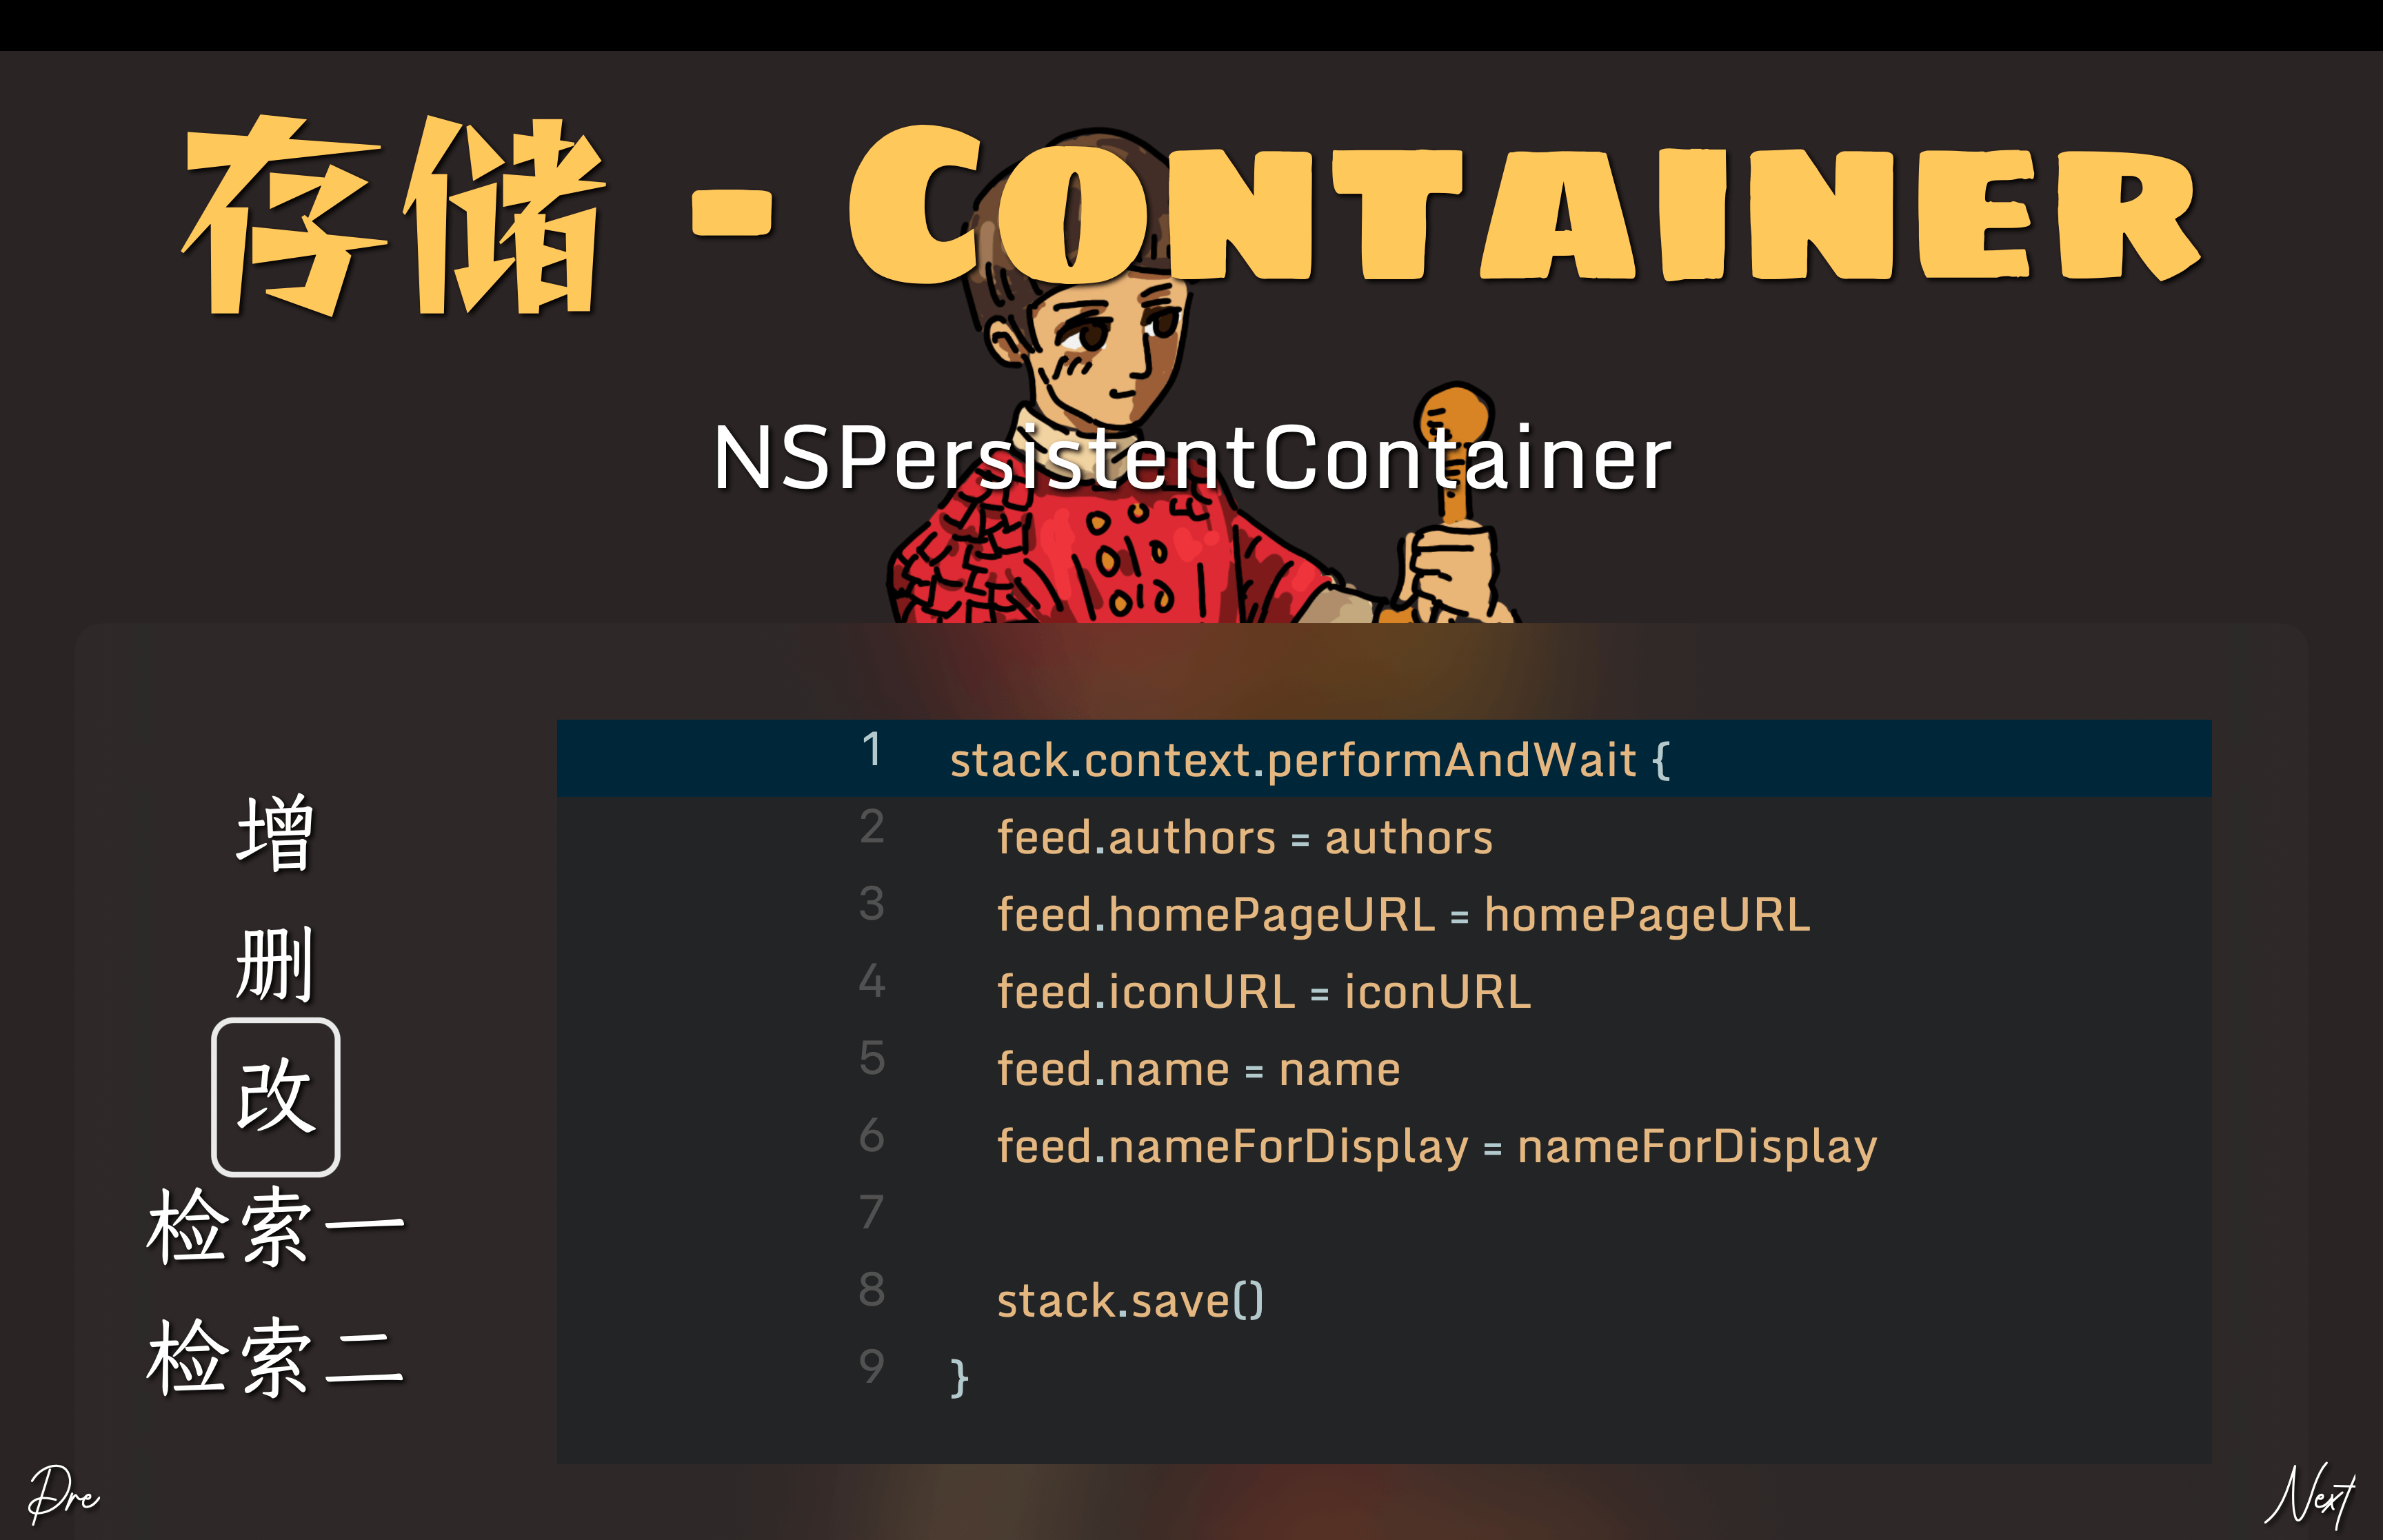 存储 - Container
NSPersistentContainer
增
删
改
检索一
检索二
1 stack.context.performAndWait {
2 feed.authors = authors
3 feed.homePageURL = homePageURL
4 feed.iconURL = iconURL
5 feed.name = name
6 feed.nameForDisplay = nameForDisplay
7
8 stack.save()
9 }
Pre
Next